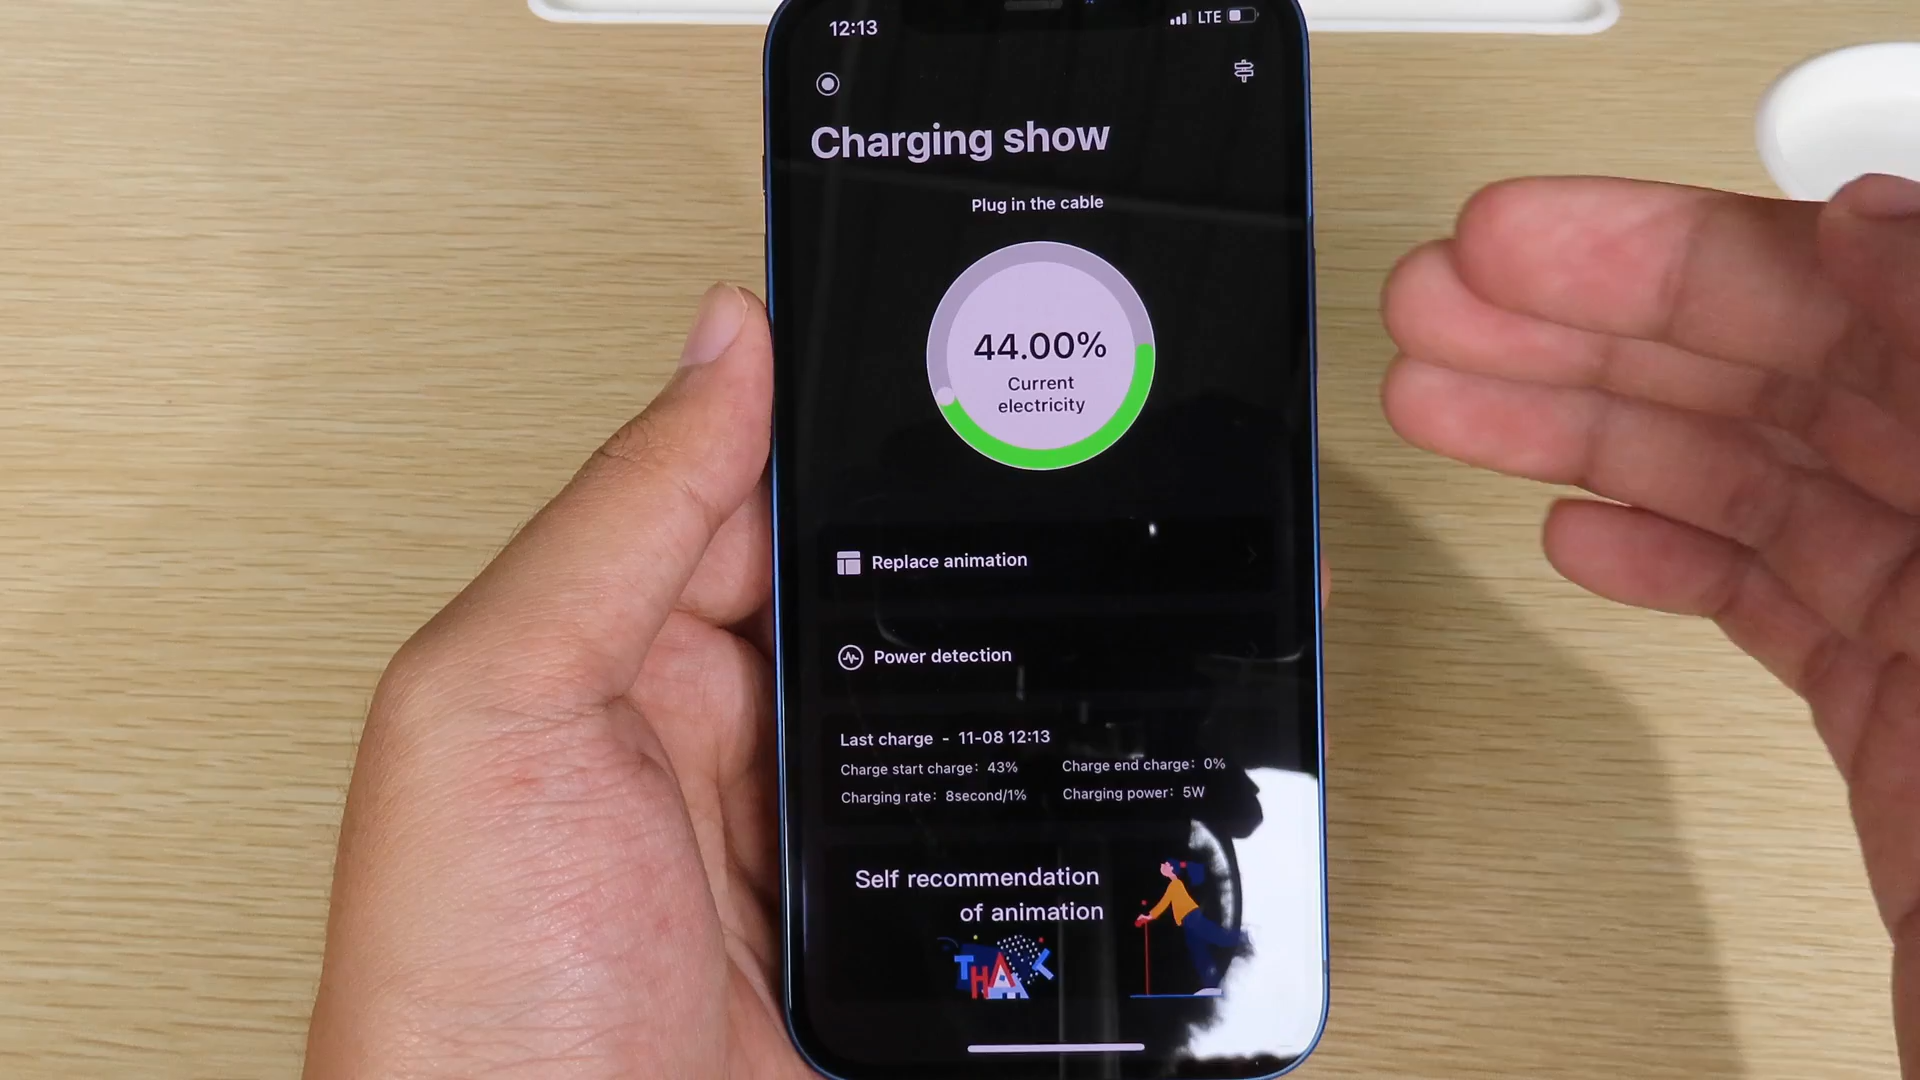 12:13
LTE
Charging show
Plug in the cable
44.00%
Current
electricity
Replace animation
Power detection
Last charge - 11-08 12:13
Charge start charge: 43%
Charge end charge: 0%
Charging rate: 8second/1%
Charging power: 5W
Self recommendation
of animation
THA